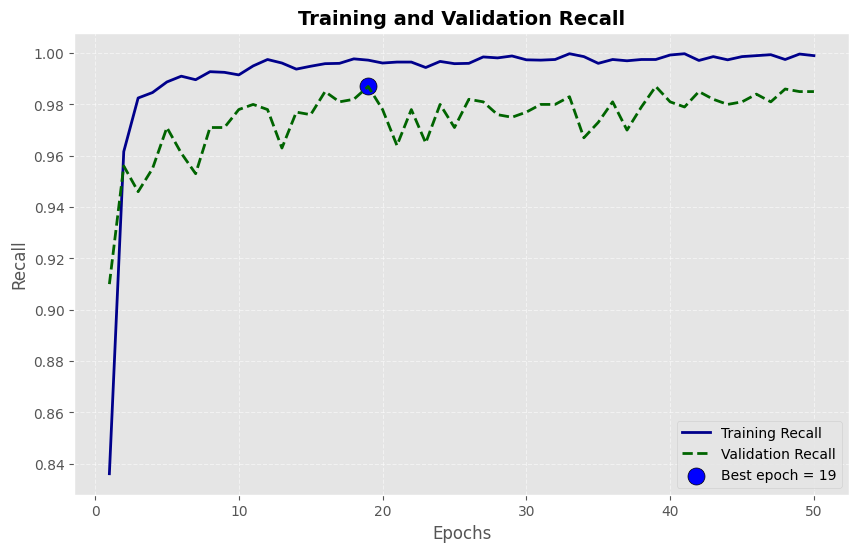 Training and Validation Recall
1.00
0.98
0.96
0.94
0.92
0.90
0.88
0.86
0.84
Recall
0 10 20 30 40 50
Epochs
Training Recall
Validation Recall
Best epoch = 19